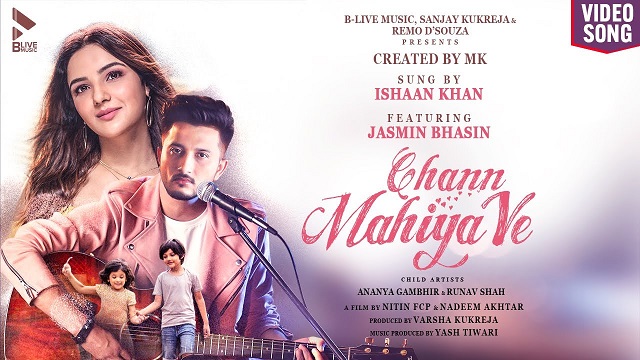 B LIVE
MUSIC
VIDEO
SONG
B-LIVE MUSIC, SANJAY KUKREJA &
REMO D'SOUZA
PRESENTS
CREATED BY MK
SUNG BY
ISHAAN KHAN
FEATURING
JASMIN BHASIN
Chann
Mahiya Ve
CHILD ARTISTS
ANANYA GAMBHIR & RUNAV SHAH
A FILM BY NITIN FCP & NADEEM AKHTAR
PRODUCED BY VARSHA KUKREJA
MUSIC PRODUCED BY YASH TIWARI